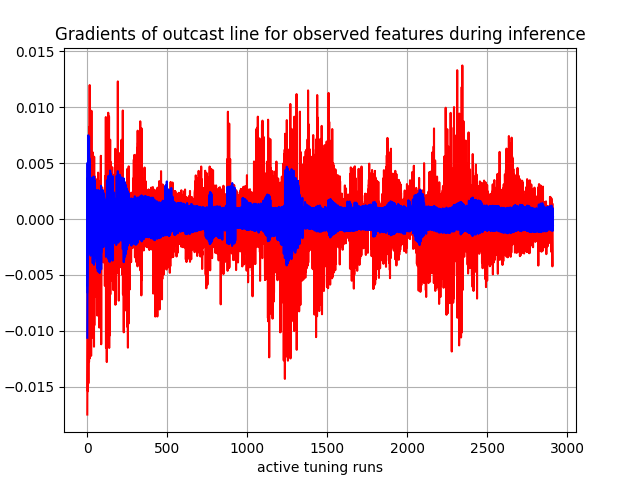 Gradients of outcast line for observed features during inference
0.015
0.010
0.005
0.000
−0.005
−0.010
−0.015
0 500 1000 1500 2000 2500 3000
active tuning runs